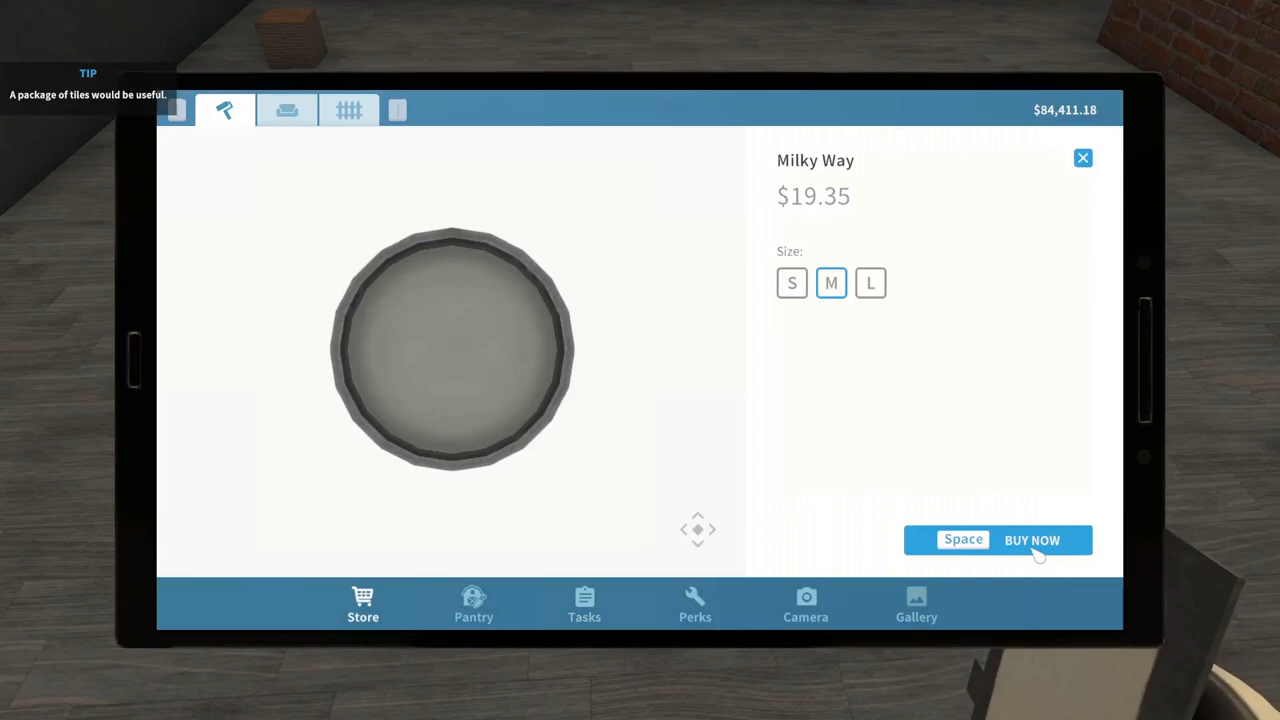 TIP
A package of tiles would be useful.
$84,411.18
Milky Way
$19.35
Size:
S M L
Space BUY NOW
Store Pantry Tasks Perks Camera Gallery